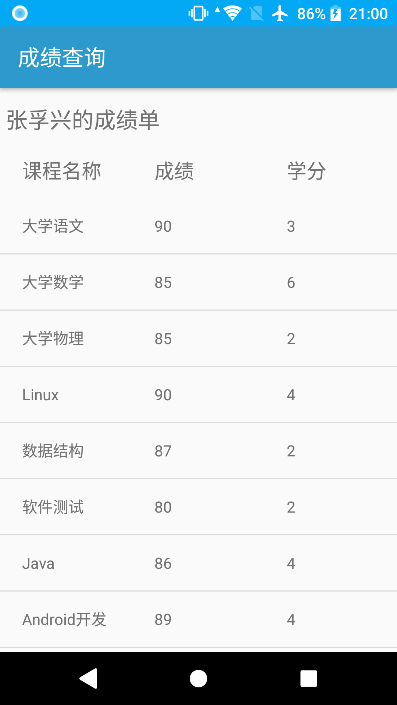 86% 21:00
成绩查询
张孚兴的成绩单
课程名称 成绩 学分
大学语文 90 3
大学数学 85 6
大学物理 85 2
Linux 90 4
数据结构 87 2
软件测试 80 2
Java 86 4
Android开发 89 4